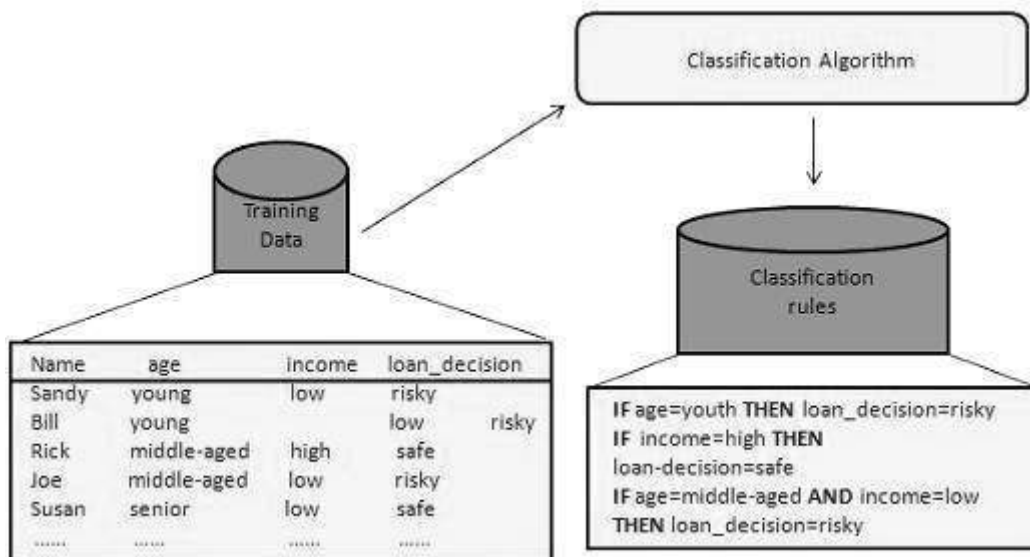 Classification Algorithm
Training
Data
Classification
rules
Name age income loan_decision
Sandy young low risky
Bill young low risky
Rick middle-aged high safe
Joe middle-aged low risky
Susan senior low safe
...... ...... ...... ......
IF age=youth THEN loan_decision=risky
IF income=high THEN
loan-decision=safe
IF age=middle-aged AND income=low
THEN loan_decision=risky